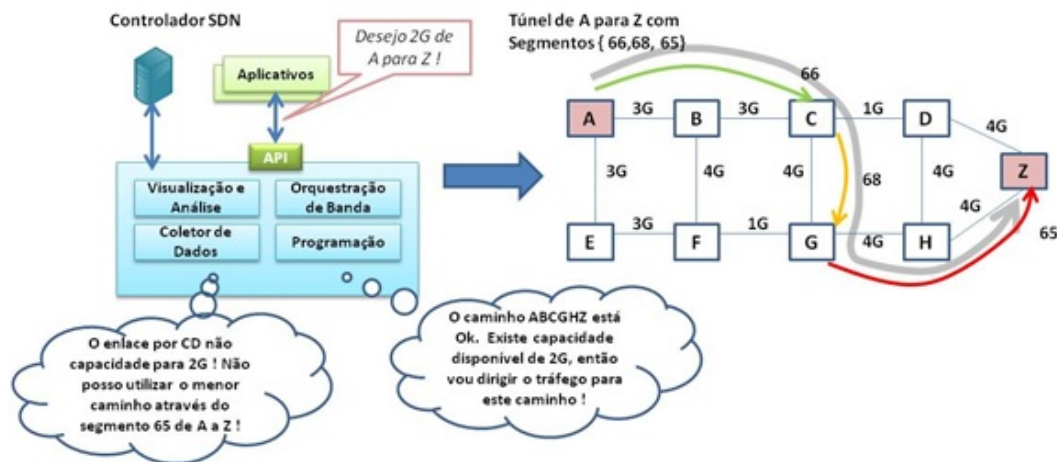 Controlador SDN
Desejo 2G de
A para Z !
Aplicativos
API
Visualização e
Análise
Orquestração
de Banda
Coletor de
Dados
Programação
O enlace por CD não
capacidade para 2G ! Não
posso utilizar o menor
caminho através do
segmento 65 de A a Z !
O caminho ABCGHZ está
Ok. Existe capacidade
disponível de 2G, então
vou dirigir o tráfego para
este caminho !
Túnel de A para Z com
Segmentos { 66,68, 65}
66
A
3G
B
3G
C
1G
D
4G
3G
4G
4G
68
4G
Z
4G
E
3G
F
1G
G
4G
H
65